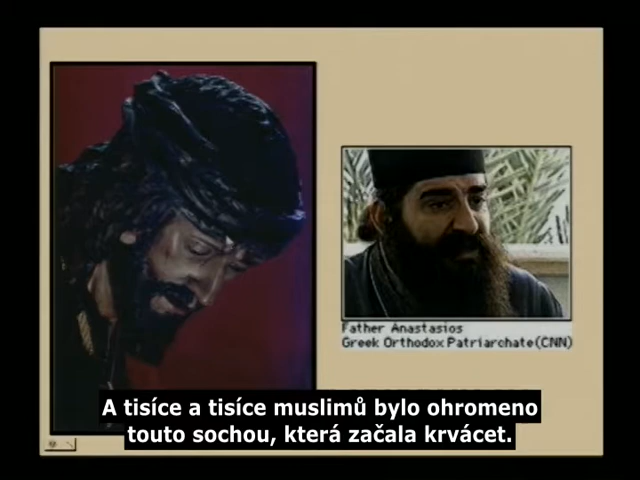 Father Anastasios
Greek Orthodox Patriarchate(CNN)
A tisíce a tisíce muslimů bylo ohromeno
touto sochou, která začala krvácet.